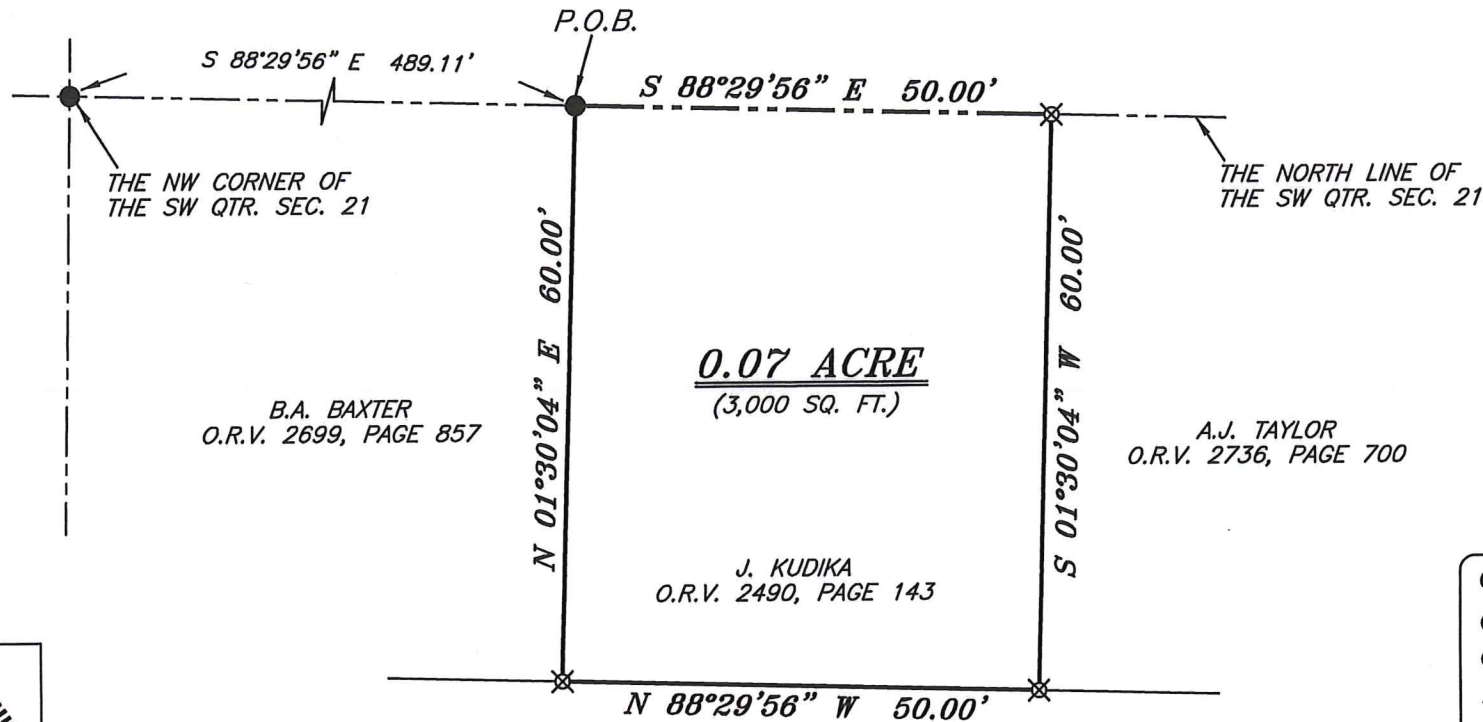 P.O.B.
S 88°29'56" E 489.11'
S 88°29'56" E 50.00'
THE NW CORNER OF
THE SW QTR. SEC. 21
THE NORTH LINE OF
THE SW QTR. SEC. 21
N 01°30'04" E 60.00'
S 01°30'04" W 60.00'
0.07 ACRE
(3,000 SQ. FT.)
B.A. BAXTER
O.R.V. 2699, PAGE 857
A.J. TAYLOR
O.R.V. 2736, PAGE 700
J. KUDIKA
O.R.V. 2490, PAGE 143
N 88°29'56" W 50.00'